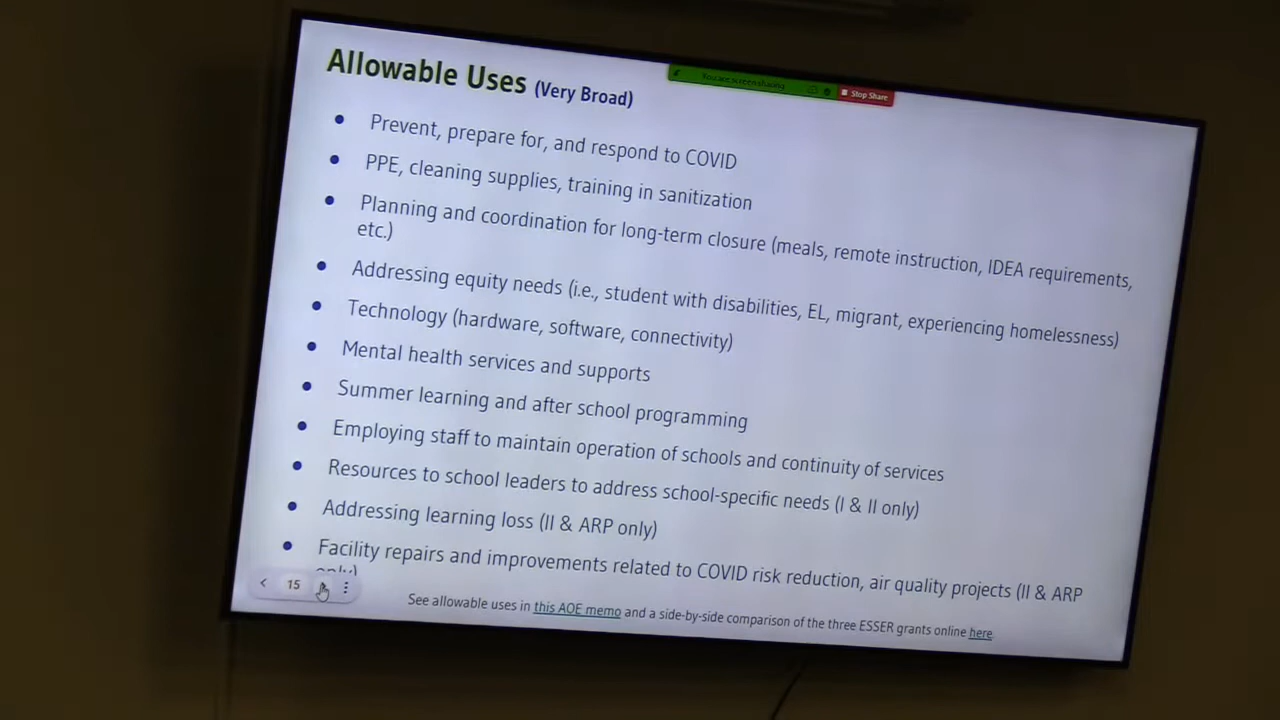 Allowable Uses (Very Broad)
You are screen sharing
Stop Share
• Prevent, prepare for, and respond to COVID
• PPE, cleaning supplies, training in sanitization
• Planning and coordination for long-term closure (meals, remote instruction, IDEA requirements,
etc.)
• Addressing equity needs (i.e., student with disabilities, EL, migrant, experiencing homelessness)
• Technology (hardware, software, connectivity)
• Mental health services and supports
• Summer learning and after school programming
• Employing staff to maintain operation of schools and continuity of services
• Resources to school leaders to address school-specific needs (I & II only)
• Addressing learning loss (II & ARP only)
• Facility repairs and improvements related to COVID risk reduction, air quality projects (II & ARP
only)
15
See allowable uses in this AOE memo and a side-by-side comparison of the three ESSER grants online here.